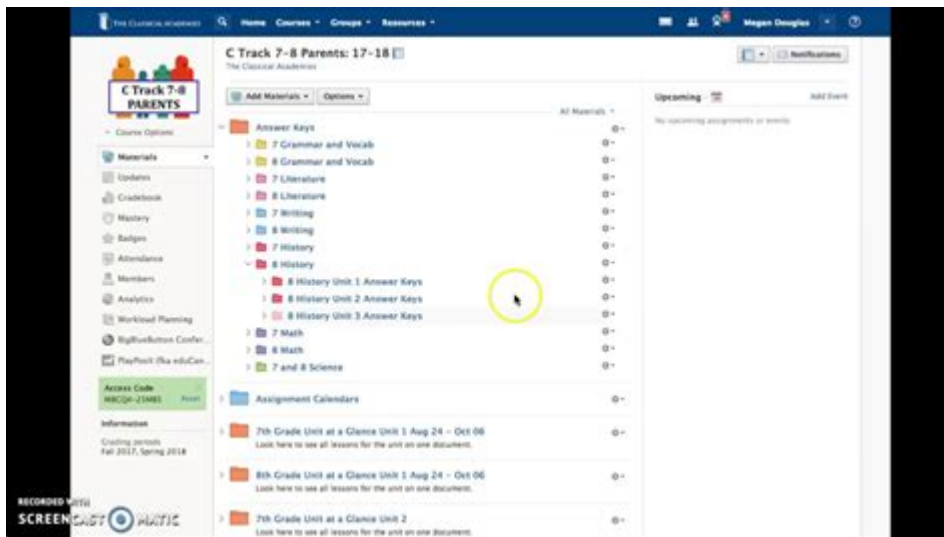 THE CLASSICAL ACADEMIES Home Courses Groups Resources Megan Douglas
C Track 7-8 Parents: 17-18
The Classical Academies
Notifications
C Track 7-8
PARENTS
Course Options
Materials
Updates
Gradebook
Mastery
Badges
Attendance
Members
Analytics
Workload Planning
BigBlueButton Confer...
PlayPosit (fka eduCan...
Access Code
Reset
Information
Grading periods
Fall 2017, Spring 2018
Add Materials Options
All Materials
Answer Keys
7 Grammar and Vocab
8 Grammar and Vocab
7 Literature
8 Literature
7 Writing
8 Writing
7 History
8 History
8 History Unit 1 Answer Keys
8 History Unit 2 Answer Keys
8 History Unit 3 Answer Keys
7 Math
8 Math
7 and 8 Science
Assignment Calendars
7th Grade Unit at a Glance Unit 1 Aug 24 - Oct 06
Look here to see all lessons for the unit on one document.
8th Grade Unit at a Glance Unit 1 Aug 24 - Oct 06
Look here to see all lessons for the unit on one document.
7th Grade Unit at a Glance Unit 2
Look here to see all lessons for the unit on one document.
Upcoming Add Event
No upcoming assignments or events
RECORDED WITH
SCREENCAST-O-MATIC